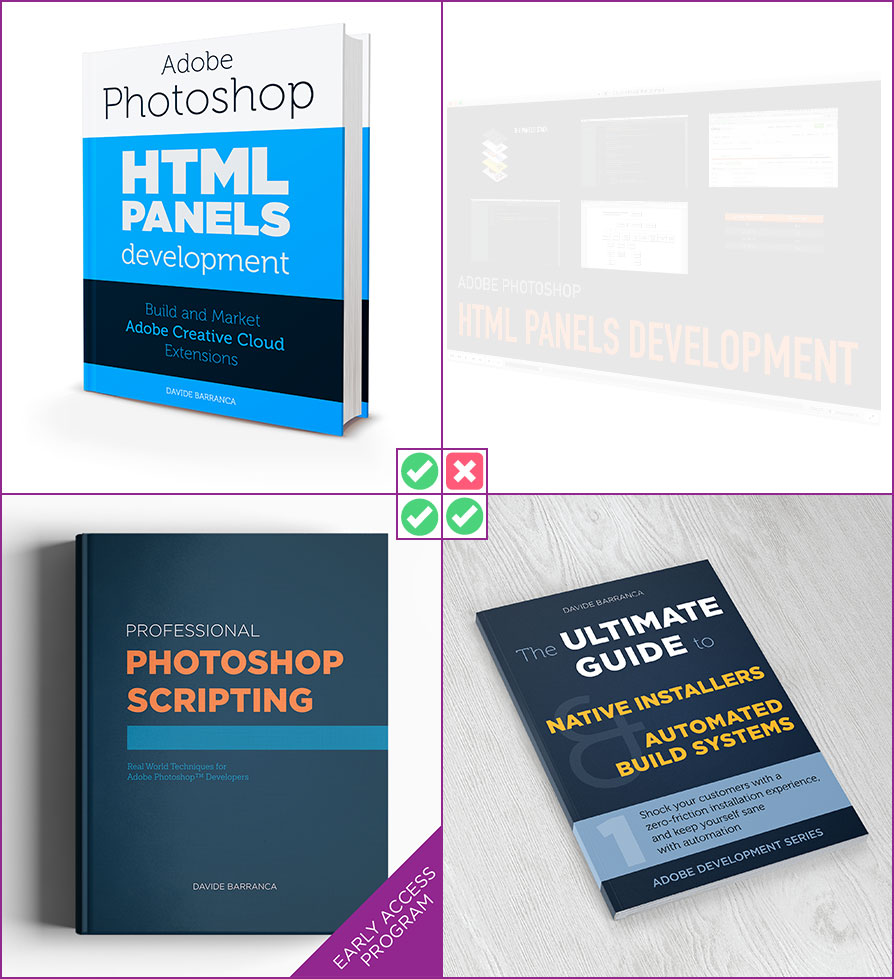 Adobe
Photoshop
HTML
PANELS
development
Build and Market
Adobe Creative Cloud
Extensions
DAVIDE BARRANCA
ADOBE PHOTOSHOP
HTML PANELS DEVELOPMENT
PROFESSIONAL
PHOTOSHOP
SCRIPTING
Real World Techniques for
Adobe Photoshop™ Developers
DAVIDE BARRANCA
EARLY ACCESS
PROGRAM
DAVIDE BARRANCA
The ULTIMATE
GUIDE to
&
NATIVE INSTALLERS
AUTOMATED
BUILD SYSTEMS
1
Shock your customers with a
zero-friction installation experience,
and keep yourself sane
with automation
ADOBE DEVELOPMENT SERIES